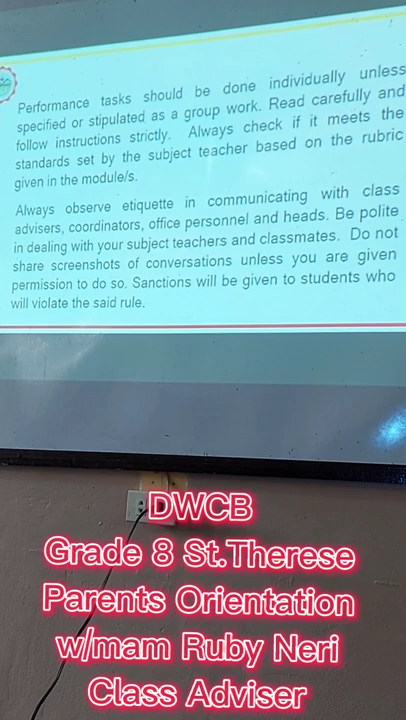 Performance tasks should be done individually unless
specified or stipulated as a group work. Read carefully and
follow instructions strictly. Always check if it meets the
standards set by the subject teacher based on the rubric
given in the module/s.
Always observe etiquette in communicating with class
advisers, coordinators, office personnel and heads. Be polite
in dealing with your subject teachers and classmates. Do not
share screenshots of conversations unless you are given
permission to do so. Sanctions will be given to students who
will violate the said rule.
DWCB
Grade 8 St.Therese
Parents Orientation
w/mam Ruby Neri
Class Adviser